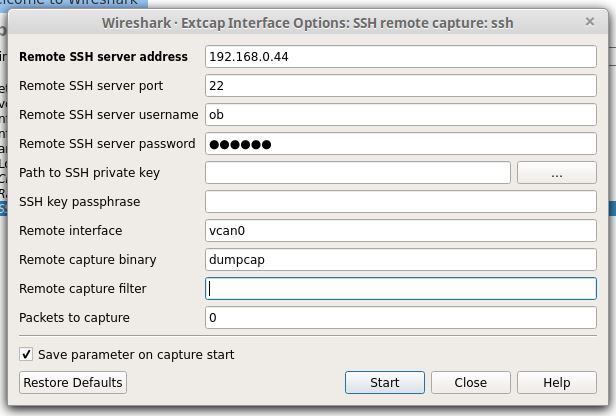 Welcome to Wireshark
Wireshark · Extcap Interface Options: SSH remote capture: ssh
Remote SSH server address 192.168.0.44
Remote SSH server port 22
Remote SSH server username ob
Remote SSH server password ●●●●●●
Path to SSH private key ...
SSH key passphrase
Remote interface vcan0
Remote capture binary dumpcap
Remote capture filter
Packets to capture 0
Save parameter on capture start
Restore Defaults Start Close Help